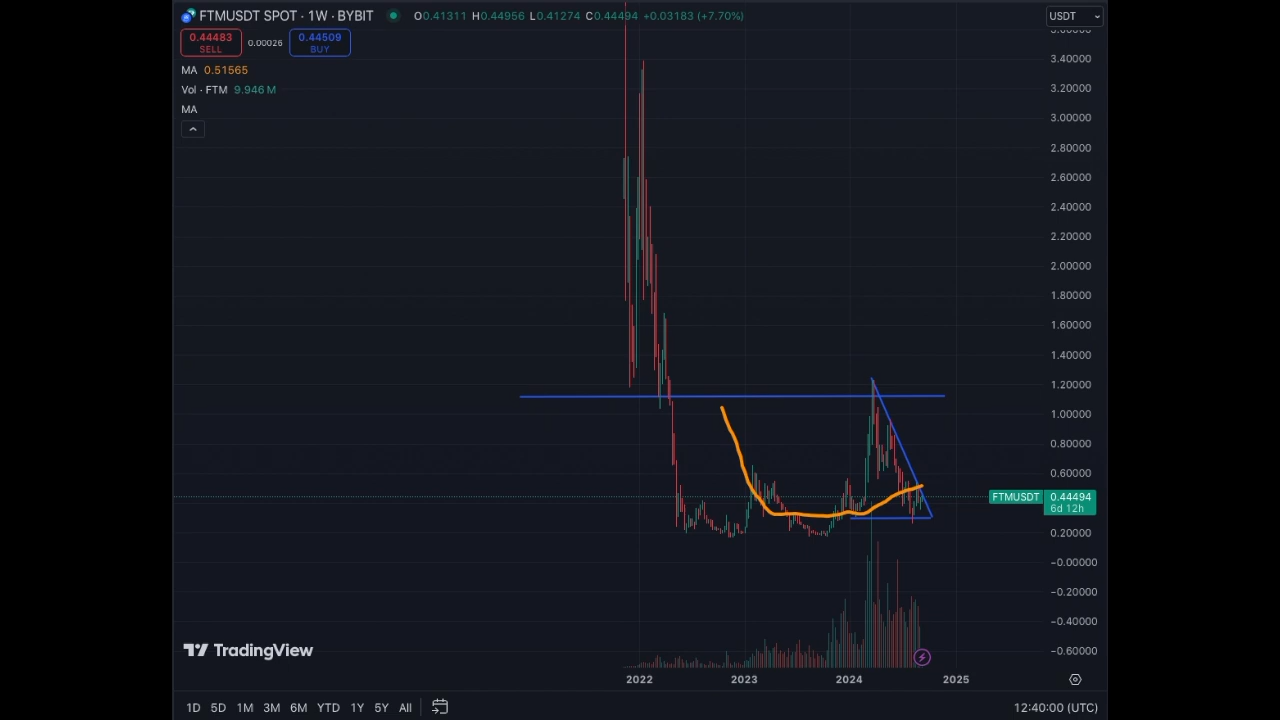 FTMUSDT SPOT · 1W · BYBIT O0.41311 H0.44956 L0.41274 C0.44494 +0.03183 (+7.70%)
USDT
0.44483
SELL
0.00026
0.44509
BUY
MA 0.51565
Vol · FTM 9.946 M
MA
3.60000
3.40000
3.20000
3.00000
2.80000
2.60000
2.40000
2.20000
2.00000
1.80000
1.60000
1.40000
1.20000
1.00000
0.80000
0.60000
FTMUSDT 0.44494
6d 12h
0.20000
−0.00000
−0.20000
−0.40000
−0.60000
TradingView
2022 2023 2024 2025
1D 5D 1M 3M 6M YTD 1Y 5Y All
12:40:00 (UTC)